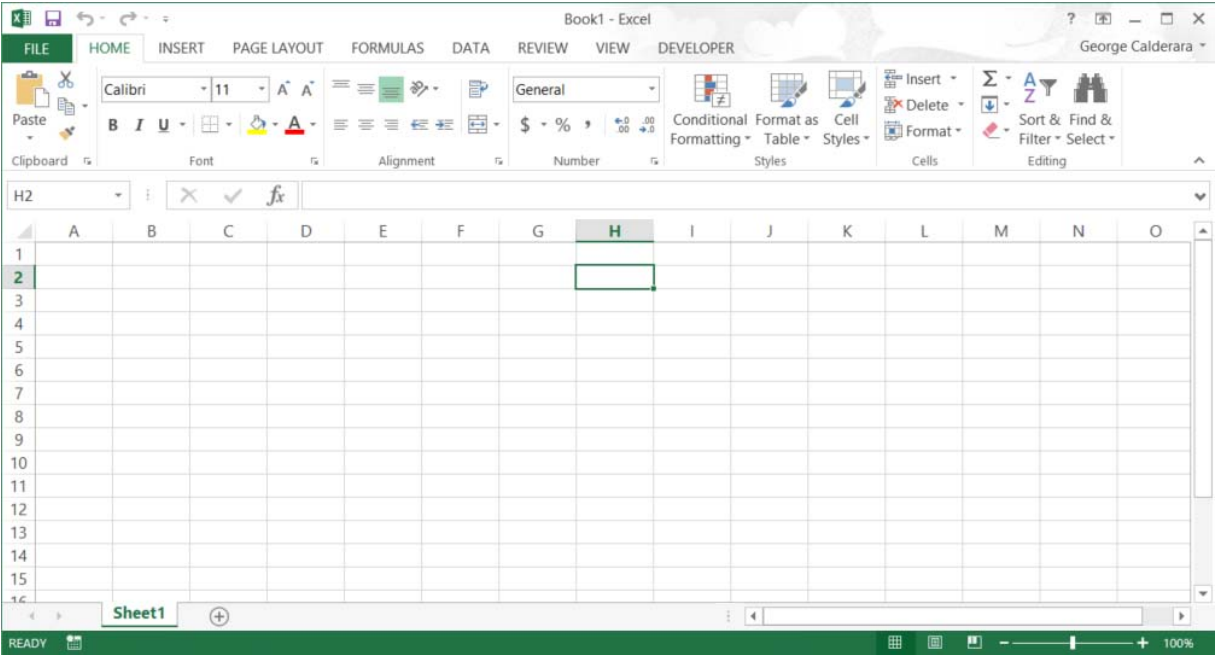 Book1 - Excel ?
FILE HOME INSERT PAGE LAYOUT FORMULAS DATA REVIEW VIEW DEVELOPER George Calderara
Calibri 11 General Insert
Paste Delete
B I U A $ % , Conditional Format as Cell Format Sort & Find &
Formatting Table Styles Filter Select
Clipboard Font Alignment Number Styles Cells Editing
H2 fx
A B C D E F G H I J K L M N O
1
2
3
4
5
6
7
8
9
10
11
12
13
14
15
16
Sheet1
READY 100%